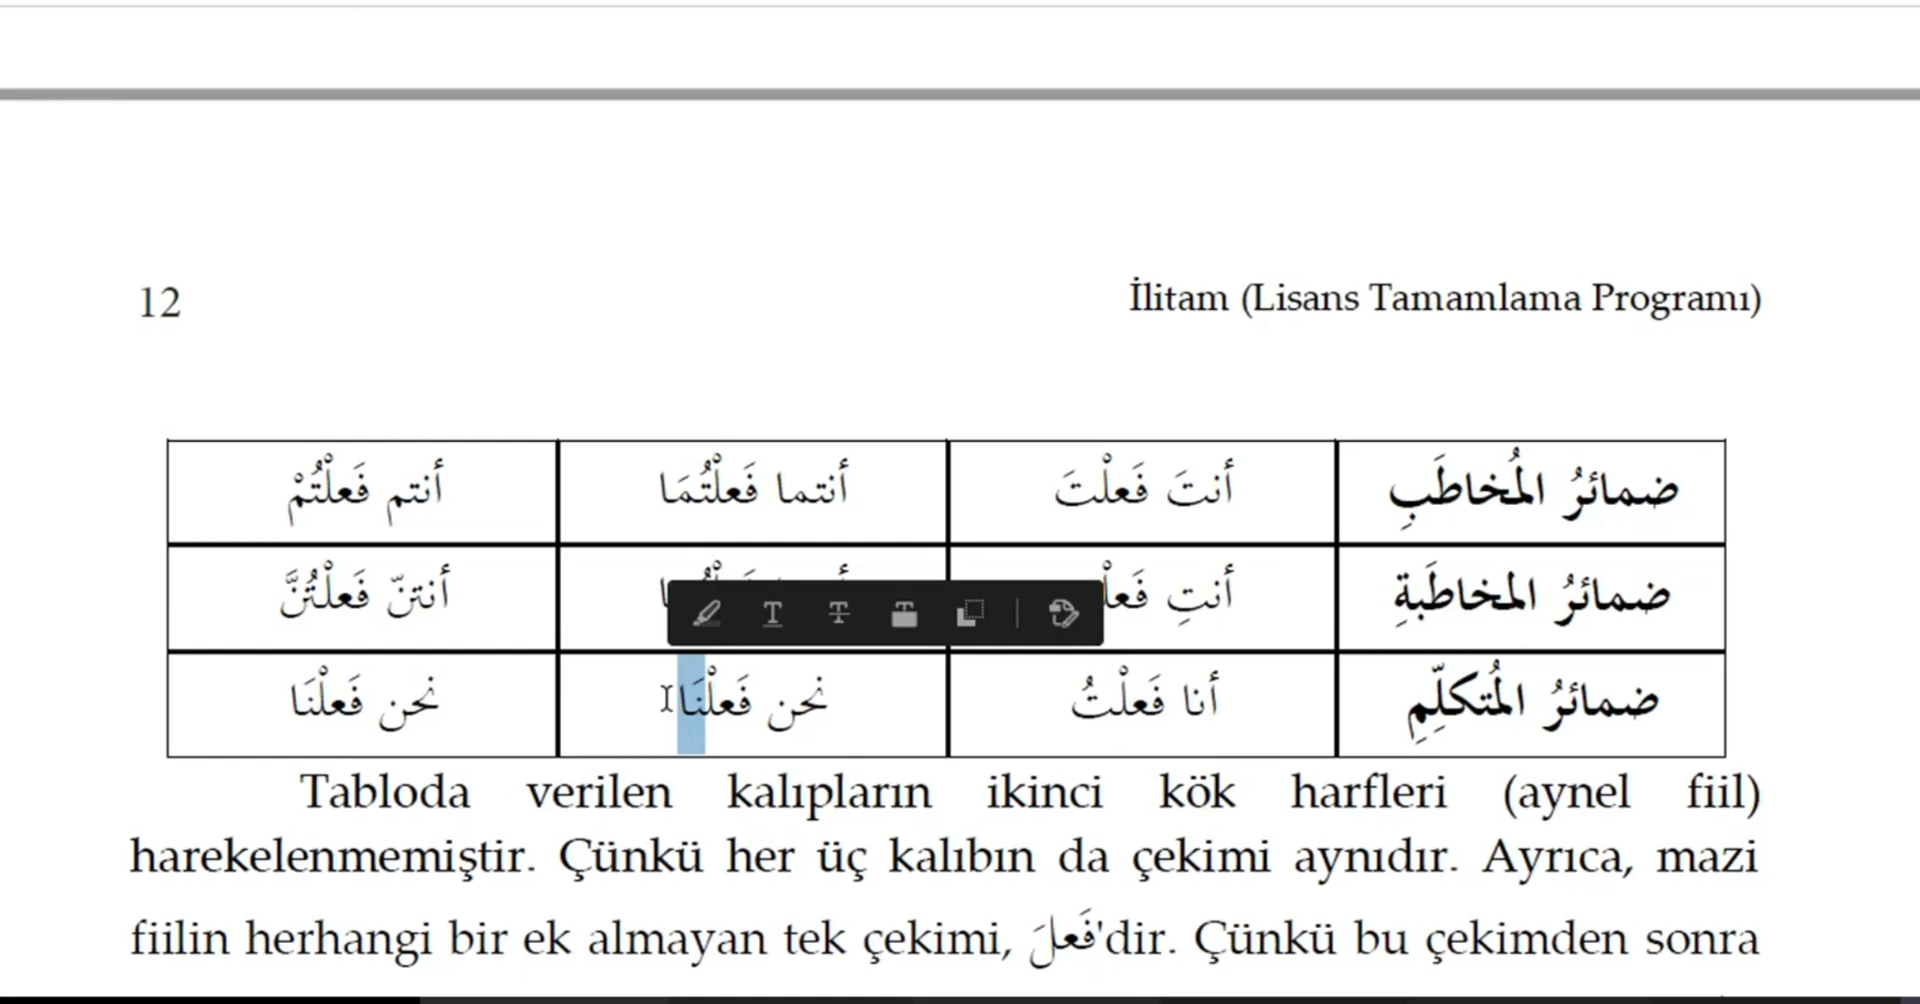 12
İlitam (Lisans Tamamlama Programı)
ضمائرُ المُخاطَبِ أنتَ فَعلْتَ أنتما فَعلْتُمَا أنتم فَعلْتُمْ
ضمائرُ المخاطَبةِ أنتِ أنتنّ فَعلْتُنَّ
ضمائرُ المُتكلِّمِ أنا فَعلْتُ نحن فَعلْنَا نحن فَعلْنَا
Tabloda verilen kalıpların ikinci kök harfleri (aynel fiil)
harekelenmemiştir. Çünkü her üç kalıbın da çekimi aynıdır. Ayrıca, mazi
fiilin herhangi bir ek almayan tek çekimi, فَعلَ'dir. Çünkü bu çekimden sonra